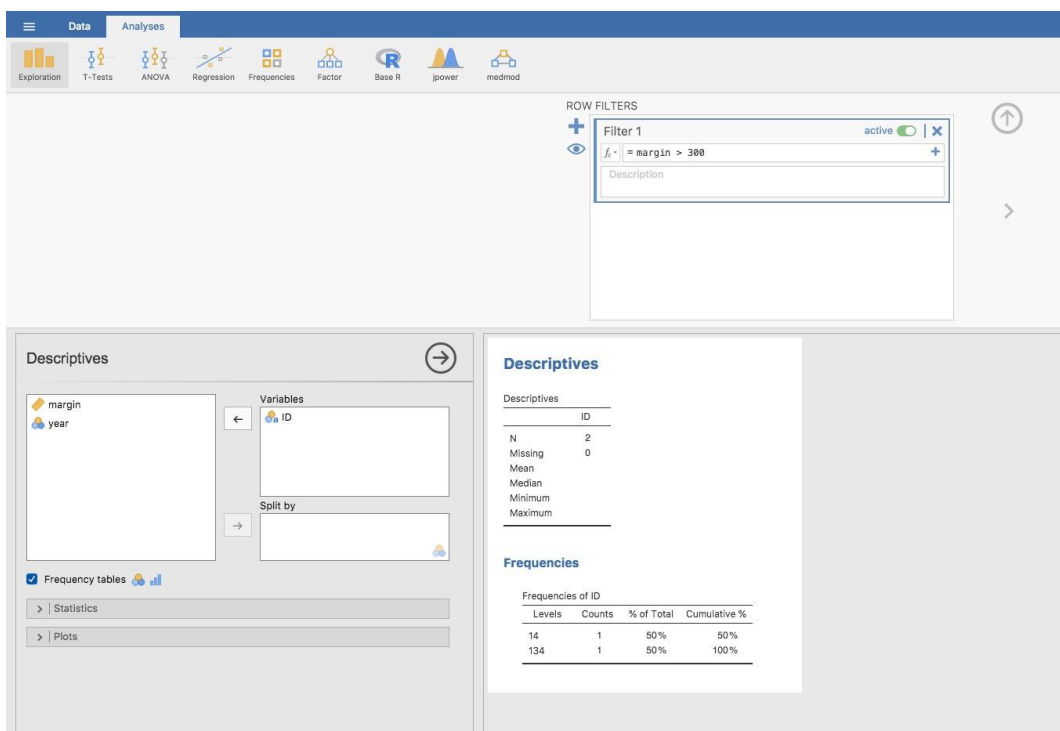 Data Analyses
Exploration T-Tests ANOVA Regression Frequencies Factor Base R jpower medmod
ROW FILTERS
Filter 1 active
fx = margin > 300
Description
Descriptives
margin
year
Variables
a ID
Split by
Frequency tables
Statistics
Plots
Descriptives
Descriptives
ID
N 2
Missing 0
Mean
Median
Minimum
Maximum
Frequencies
Frequencies of ID
Levels Counts % of Total Cumulative %
14 1 50% 50%
134 1 50% 100%